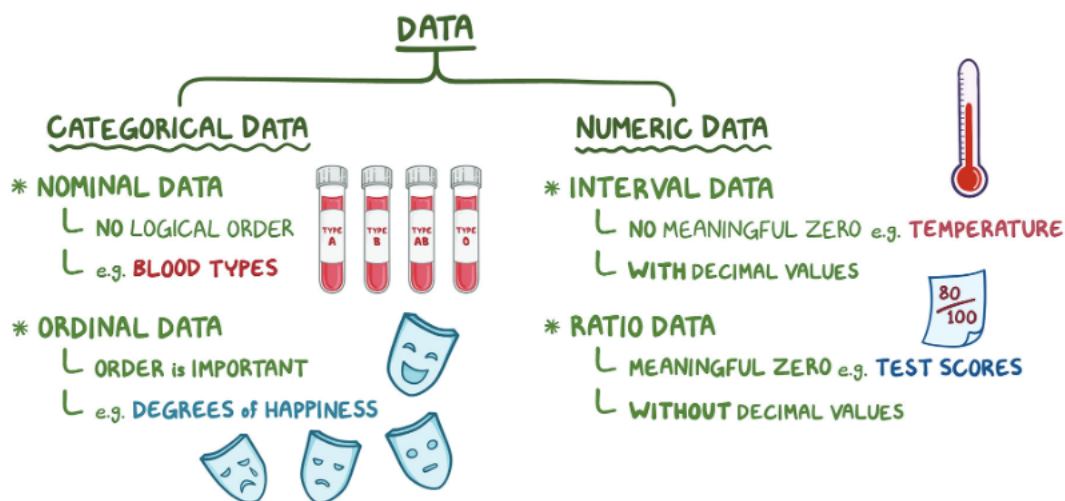 DATA
CATEGORICAL DATA
* NOMINAL DATA
NO LOGICAL ORDER
e.g. BLOOD TYPES
TYPE A
TYPE B
TYPE AB
TYPE O
* ORDINAL DATA
ORDER is IMPORTANT
e.g. DEGREES of HAPPINESS
NUMERIC DATA
* INTERVAL DATA
NO MEANINGFUL ZERO e.g. TEMPERATURE
WITH DECIMAL VALUES
80/100
* RATIO DATA
MEANINGFUL ZERO e.g. TEST SCORES
WITHOUT DECIMAL VALUES